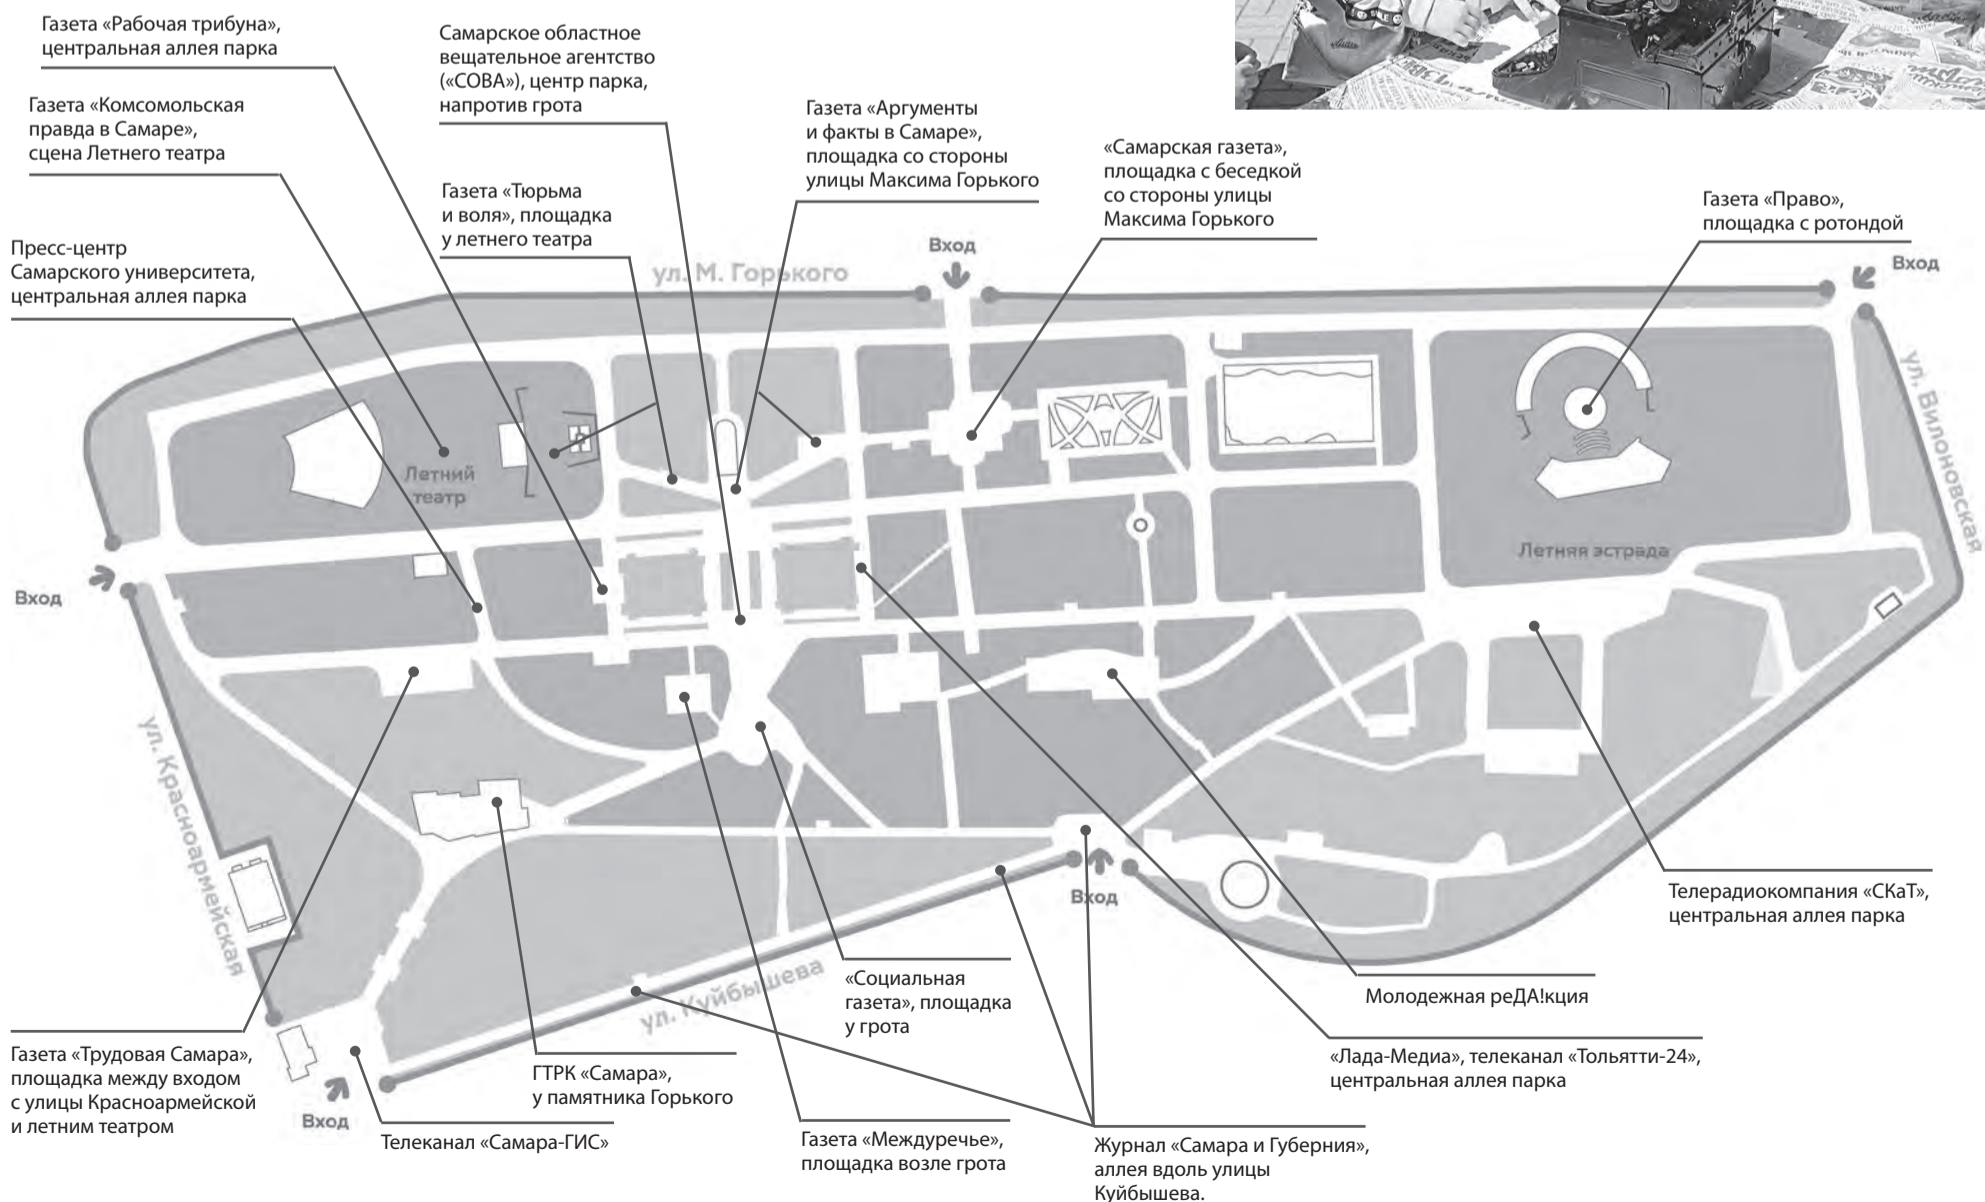 Газета «Рабочая трибуна»,
центральная аллея парка
Самарское областное
вещательное агентство
(«СОВА»), центр парка,
напротив грота
Газета «Комсомольская
правда в Самаре»,
сцена Летнего театра
Газета «Аргументы
и факты в Самаре»,
площадка со стороны
улицы Максима Горького
«Самарская газета»,
площадка с беседкой
со стороны улицы
Максима Горького
Газета «Тюрьма
и воля», площадка
у летнего театра
Газета «Право»,
площадка с ротондой
Пресс-центр
Самарского университета,
центральная аллея парка
Вход
ул. М. Горького
Вход
ул. Вилоновская
Летний
театр
Летняя эстрада
Вход
ул. Красноармейская
Вход
ул. Куйбышева
Телерадиокомпания «СКаТ»,
центральная аллея парка
«Социальная
газета», площадка
у грота
Молодежная реДА!кция
«Лада-Медиа», телеканал «Тольятти-24»,
центральная аллея парка
Газета «Трудовая Самара»,
площадка между входом
с улицы Красноармейской
и летним театром
ГТРК «Самара»,
у памятника Горького
Вход
Телеканал «Самара-ГИС»
Газета «Междуречье»,
площадка возле грота
Журнал «Самара и Губерния»,
аллея вдоль улицы
Куйбышева.